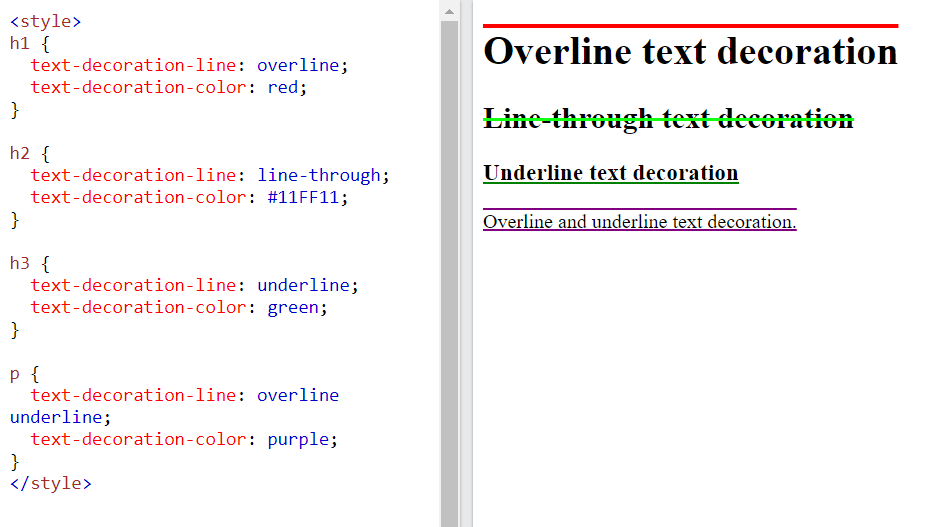 <style>
h1 {
  text-decoration-line: overline;
  text-decoration-color: red;
}

h2 {
  text-decoration-line: line-through;
  text-decoration-color: #11FF11;
}

h3 {
  text-decoration-line: underline;
  text-decoration-color: green;
}

p {
  text-decoration-line: overline
underline;
  text-decoration-color: purple;
}
</style>
Overline text decoration
Line-through text decoration
Underline text decoration
Overline and underline text decoration.